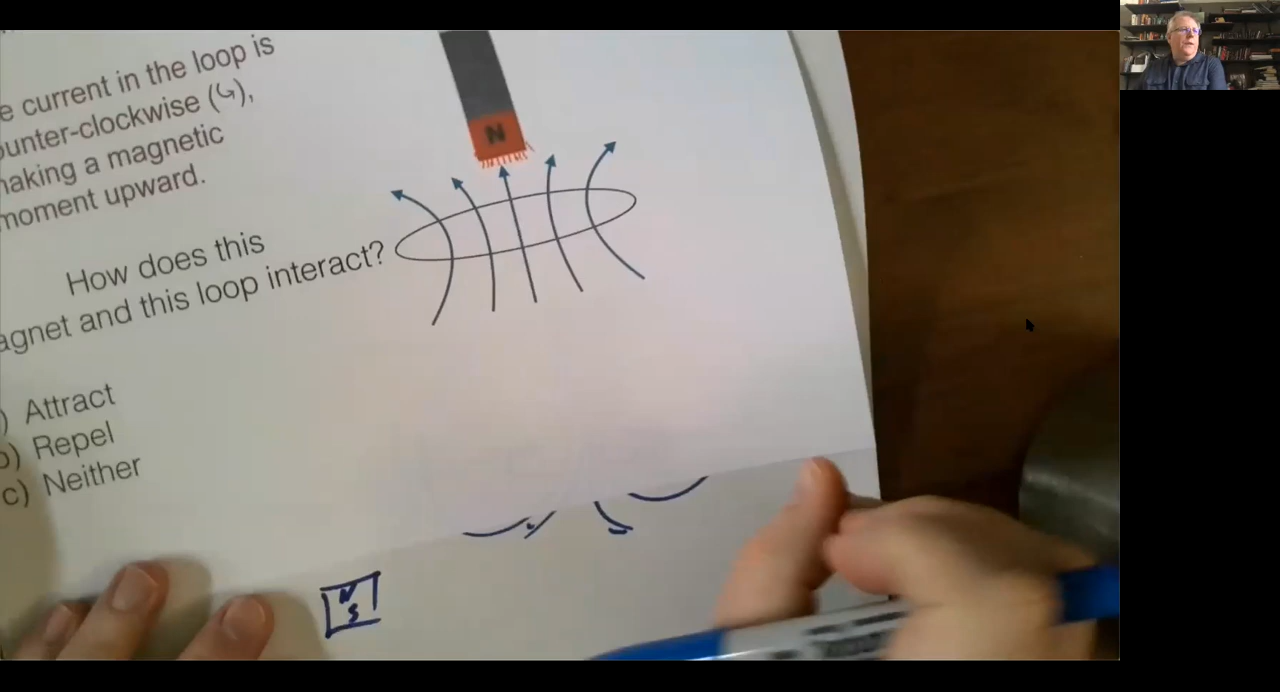 e current in the loop is
ounter-clockwise (↺),
naking a magnetic
moment upward.
How does this
agnet and this loop interact?
) Attract
b) Repel
c) Neither
N
N
S